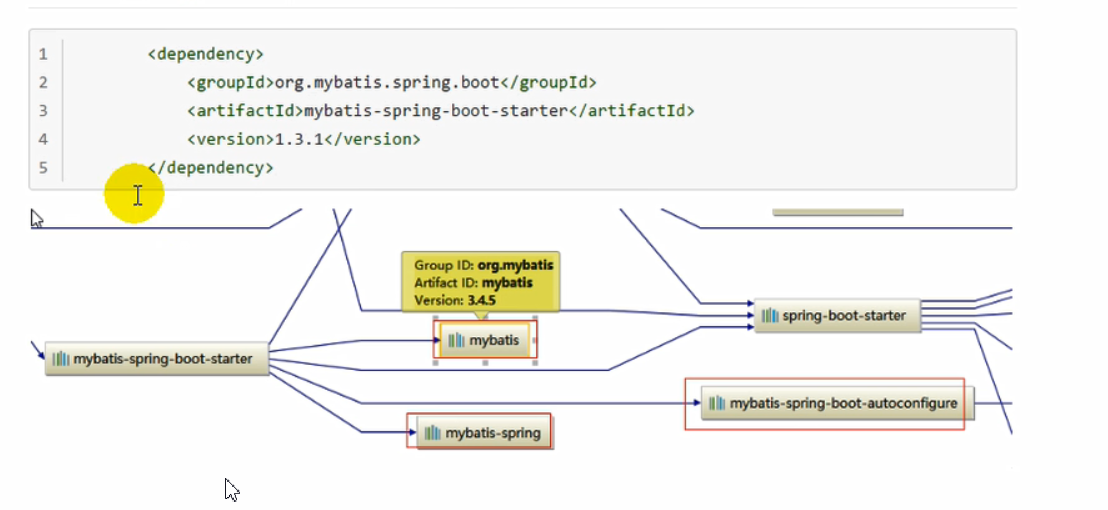 1 <dependency>
2 <groupId>org.mybatis.spring.boot</groupId>
3 <artifactId>mybatis-spring-boot-starter</artifactId>
4 <version>1.3.1</version>
5 </dependency>
Group ID: org.mybatis
Artifact ID: mybatis
Version: 3.4.5
spring-boot-starter
mybatis
mybatis-spring-boot-starter
mybatis-spring-boot-autoconfigure
mybatis-spring